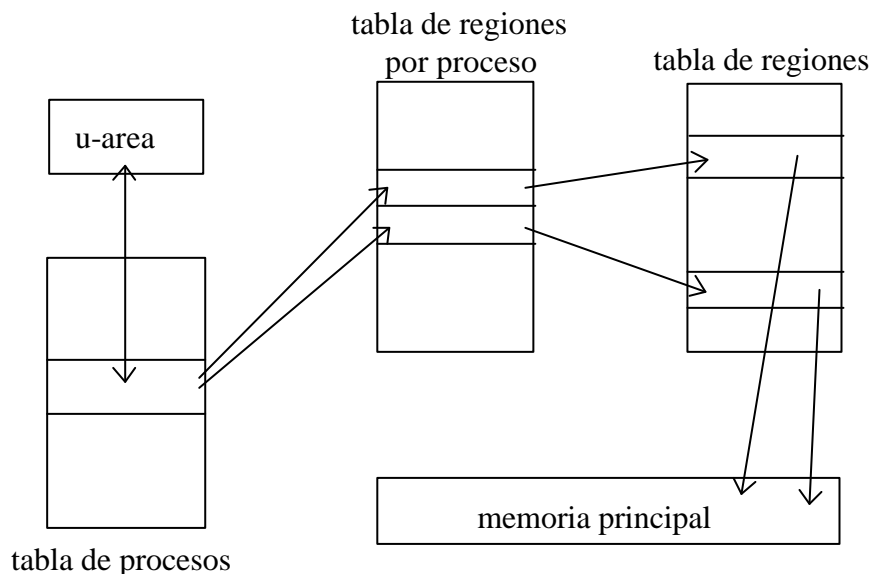 tabla de regiones
por proceso
tabla de regiones
u-area
memoria principal
tabla de procesos